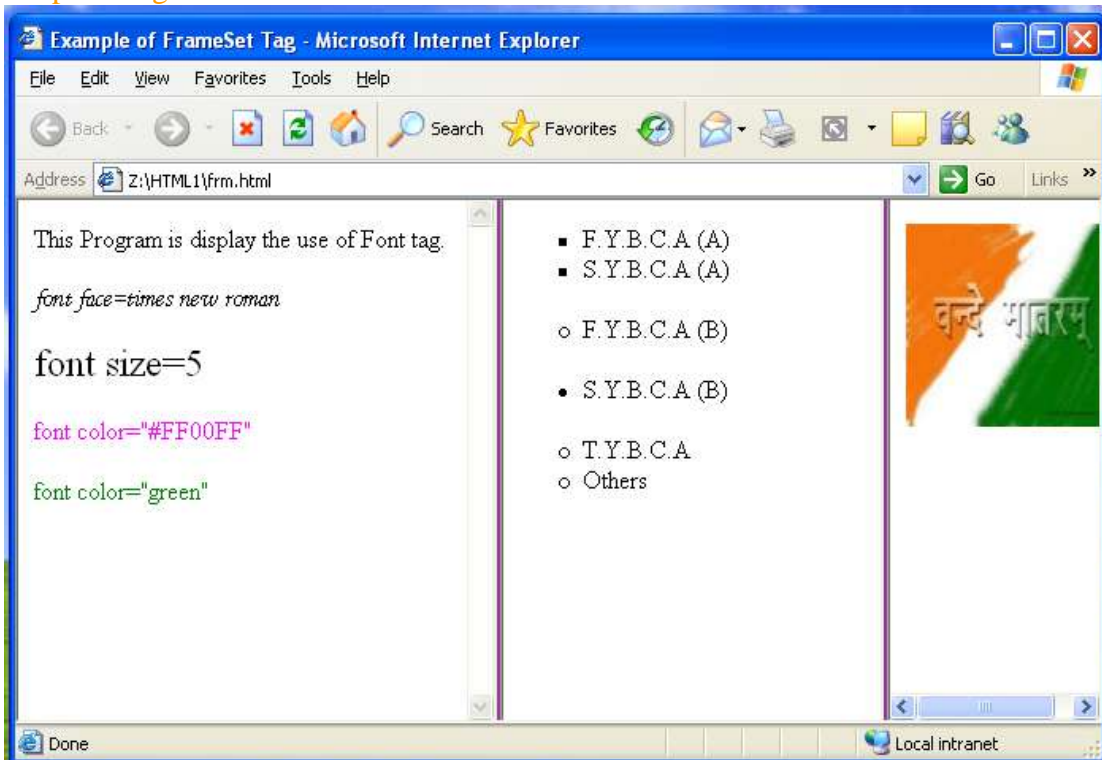 Example of FrameSet Tag - Microsoft Internet Explorer
File Edit View Favorites Tools Help
Back Search Favorites
Address Z:\HTML1\frm.html Go Links »
This Program is display the use of Font tag.
font face=times new roman
font size=5
font color="#FF00FF"
font color="green"
F.Y.B.C.A (A)
S.Y.B.C.A (A)
F.Y.B.C.A (B)
S.Y.B.C.A (B)
T.Y.B.C.A
Others
वन्दे मातरम्
Done Local intranet